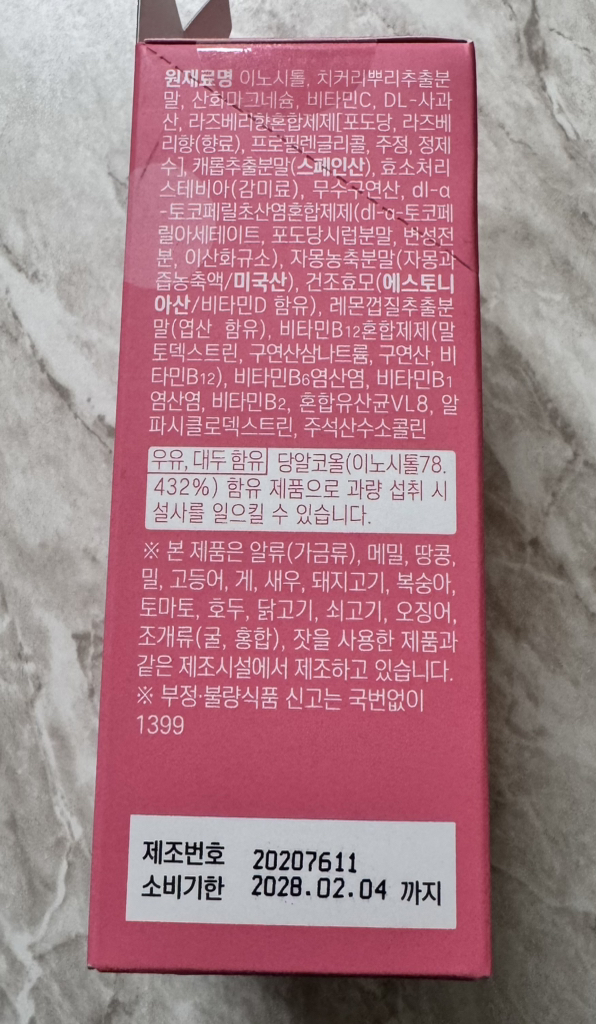 원재료명 이노시톨, 치커리뿌리추출분
말, 산화마그네슘, 비타민C, DL-사과
산, 라즈베리향혼합제제[포도당, 라즈베
리향(향료), 프로필렌글리콜, 주정, 정제
수], 캐롭추출분말(스페인산), 효소처리
스테비아(감미료), 무수구연산, dl-α
-토코페릴초산염혼합제제(dl-α-토코페
릴아세테이트, 포도당시럽분말, 변성전
분, 이산화규소), 자몽농축분말(자몽과
즙농축액/미국산), 건조효모(에스토니
아산/비타민D 함유), 레몬껍질추출분
말(엽산 함유), 비타민B12혼합제제(말
토덱스트린, 구연산삼나트륨, 구연산, 비
타민B12), 비타민B6염산염, 비타민B1
염산염, 비타민B2, 혼합유산균VL8, 알
파시클로덱스트린, 주석산수소콜린
우유, 대두 함유 당알코올(이노시톨78.
432%) 함유 제품으로 과량 섭취 시
설사를 일으킬 수 있습니다.
※ 본 제품은 알류(가금류), 메밀, 땅콩,
밀, 고등어, 게, 새우, 돼지고기, 복숭아,
토마토, 호두, 닭고기, 쇠고기, 오징어,
조개류(굴, 홍합), 잣을 사용한 제품과
같은 제조시설에서 제조하고 있습니다.
※ 부정·불량식품 신고는 국번없이
1399
제조번호 20207611
소비기한 2028.02.04 까지